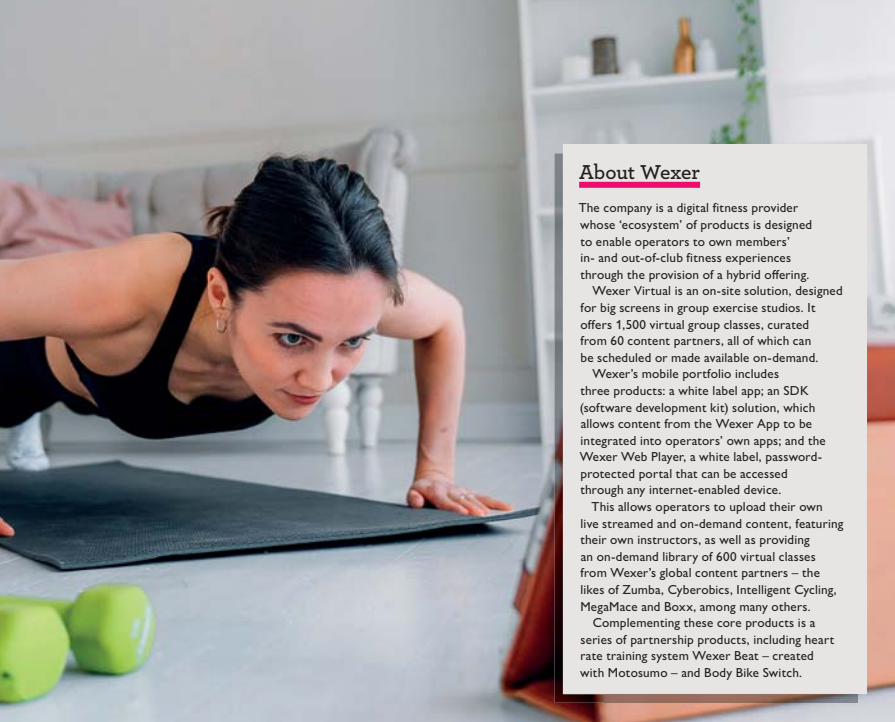 About Wexer
The company is a digital fitness provider
whose ‘ecosystem’ of products is designed
to enable operators to own members’
in- and out-of-club fitness experiences
through the provision of a hybrid offering.
Wexer Virtual is an on-site solution, designed
for big screens in group exercise studios. It
offers 1,500 virtual group classes, curated
from 60 content partners, all of which can
be scheduled or made available on-demand.
Wexer’s mobile portfolio includes
three products: a white label app; an SDK
(software development kit) solution, which
allows content from the Wexer App to be
integrated into operators’ own apps; and the
Wexer Web Player, a white label, password-
protected portal that can be accessed
through any internet-enabled device.
This allows operators to upload their own
live streamed and on-demand content, featuring
their own instructors, as well as providing
an on-demand library of 600 virtual classes
from Wexer’s global content partners – the
likes of Zumba, Cyberobics, Intelligent Cycling,
MegaMace and Boxx, among many others.
Complementing these core products is a
series of partnership products, including heart
rate training system Wexer Beat – created
with Motosumo – and Body Bike Switch.